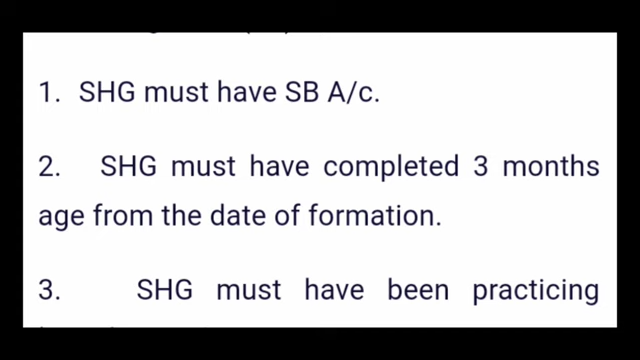 1. SHG must have SB A/c.
2. SHG must have completed 3 months
age from the date of formation.
3. SHG must have been practicing